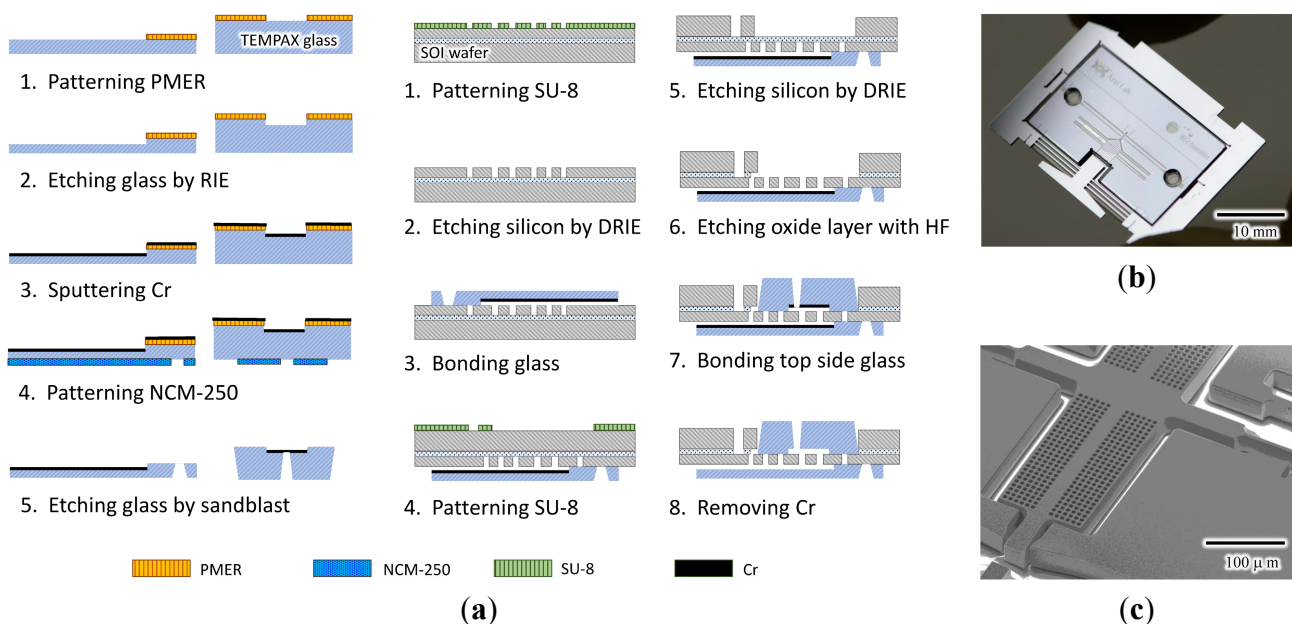 TEMPAX glass
1. Patterning PMER
2. Etching glass by RIE
3. Sputtering Cr
4. Patterning NCM-250
5. Etching glass by sandblast
SOI wafer
1. Patterning SU-8
2. Etching silicon by DRIE
3. Bonding glass
4. Patterning SU-8
5. Etching silicon by DRIE
6. Etching oxide layer with HF
7. Bonding top side glass
8. Removing Cr
PMER
NCM-250
SU-8
Cr
(a)
Arai Lab.
10 mm
(b)
100 μm
(c)